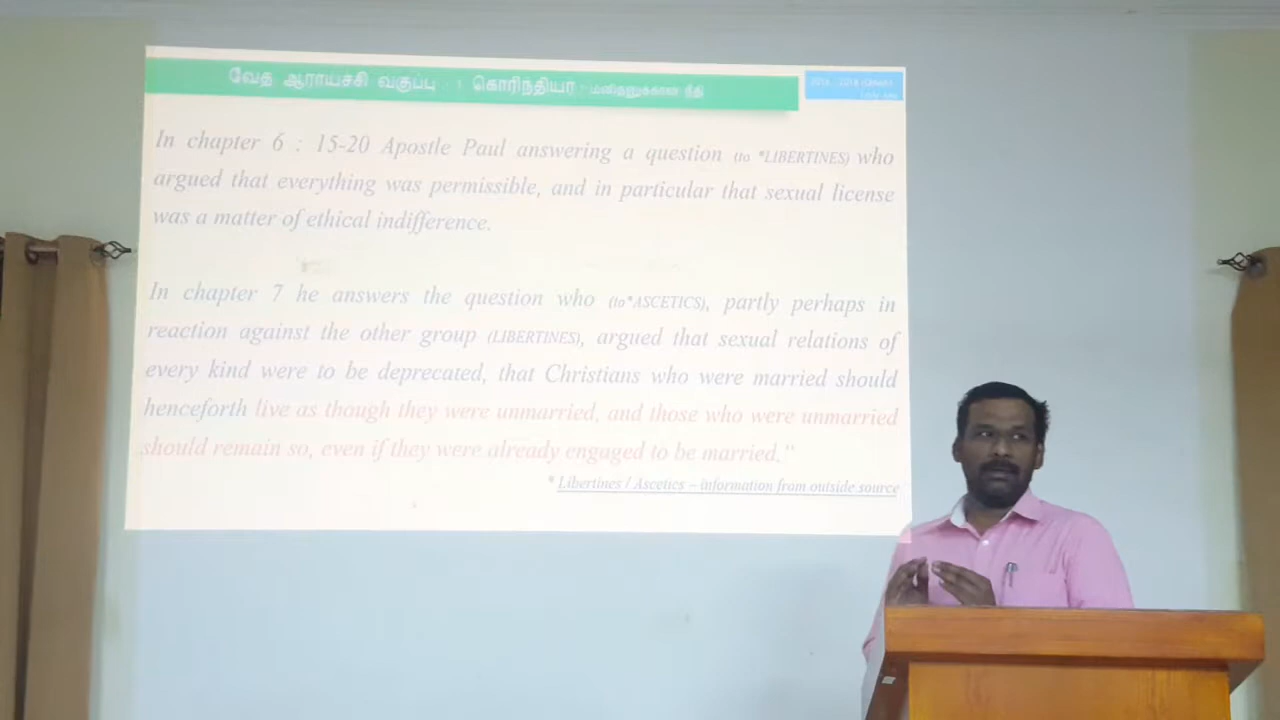 வேத ஆராய்ச்சி வகுப்பு : 1 கொரிந்தியர் :
In chapter 6 : 15-20 Apostle Paul answering a question (to *LIBERTINES) who
argued that everything was permissible, and in particular that sexual license
was a matter of ethical indifference.
In chapter 7 he answers the question who (to*ASCETICS), partly perhaps in
reaction against the other group (LIBERTINES), argued that sexual relations of
every kind were to be deprecated, that Christians who were married should
henceforth live as though they were unmarried, and those who were unmarried
should remain so, even if they were already engaged to be married."
* Libertines / Ascetics – information from outside source